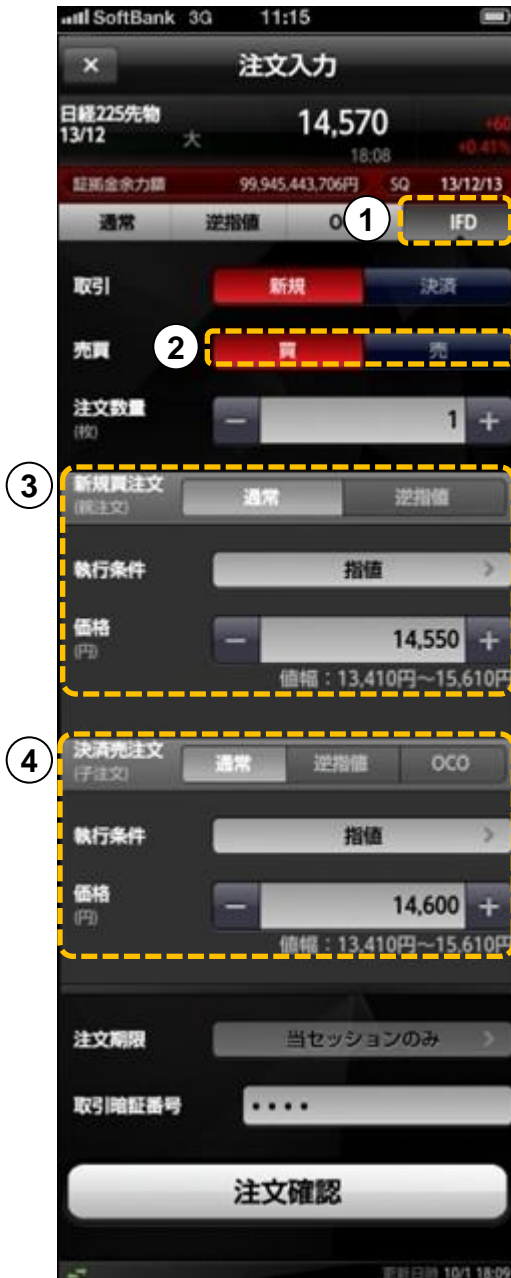 SoftBank 3G 11:15
×
注文入力
日経225先物
13/12 大
14,570
18:08
+60
+0.41%
証拠金余力額 99,945,443,706円 SQ 13/12/13
通常 逆指値 O ① IFD
取引 新規 決済
売買 ② 買 売
注文数量
(枚)
－ 1 ＋
③
新規買注文
(親注文)
通常 逆指値
執行条件 指値 >
価格
(円)
－ 14,550 ＋
値幅：13,410円～15,610円
④
決済売注文
(子注文)
通常 逆指値 OCO
執行条件 指値 >
価格
(円)
－ 14,600 ＋
値幅：13,410円～15,610円
注文期限 当セッションのみ >
取引暗証番号 ••••
注文確認
更新日時 10/1 18:09